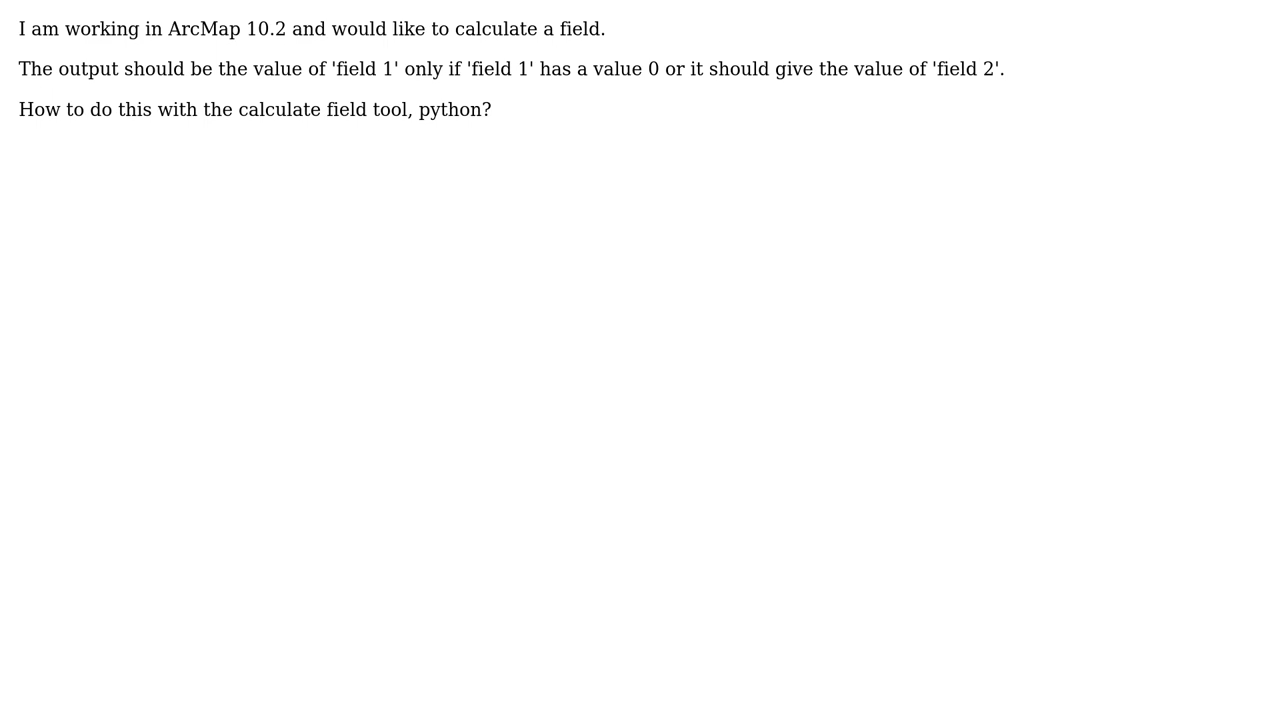 I am working in ArcMap 10.2 and would like to calculate a field.
The output should be the value of 'field 1' only if 'field 1' has a value 0 or it should give the value of 'field 2'.
How to do this with the calculate field tool, python?